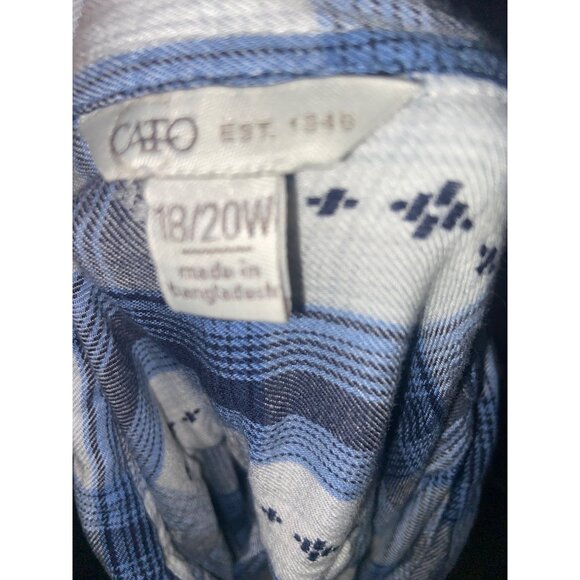 CATO EST. 1946
18/20W
made in
bangladesh